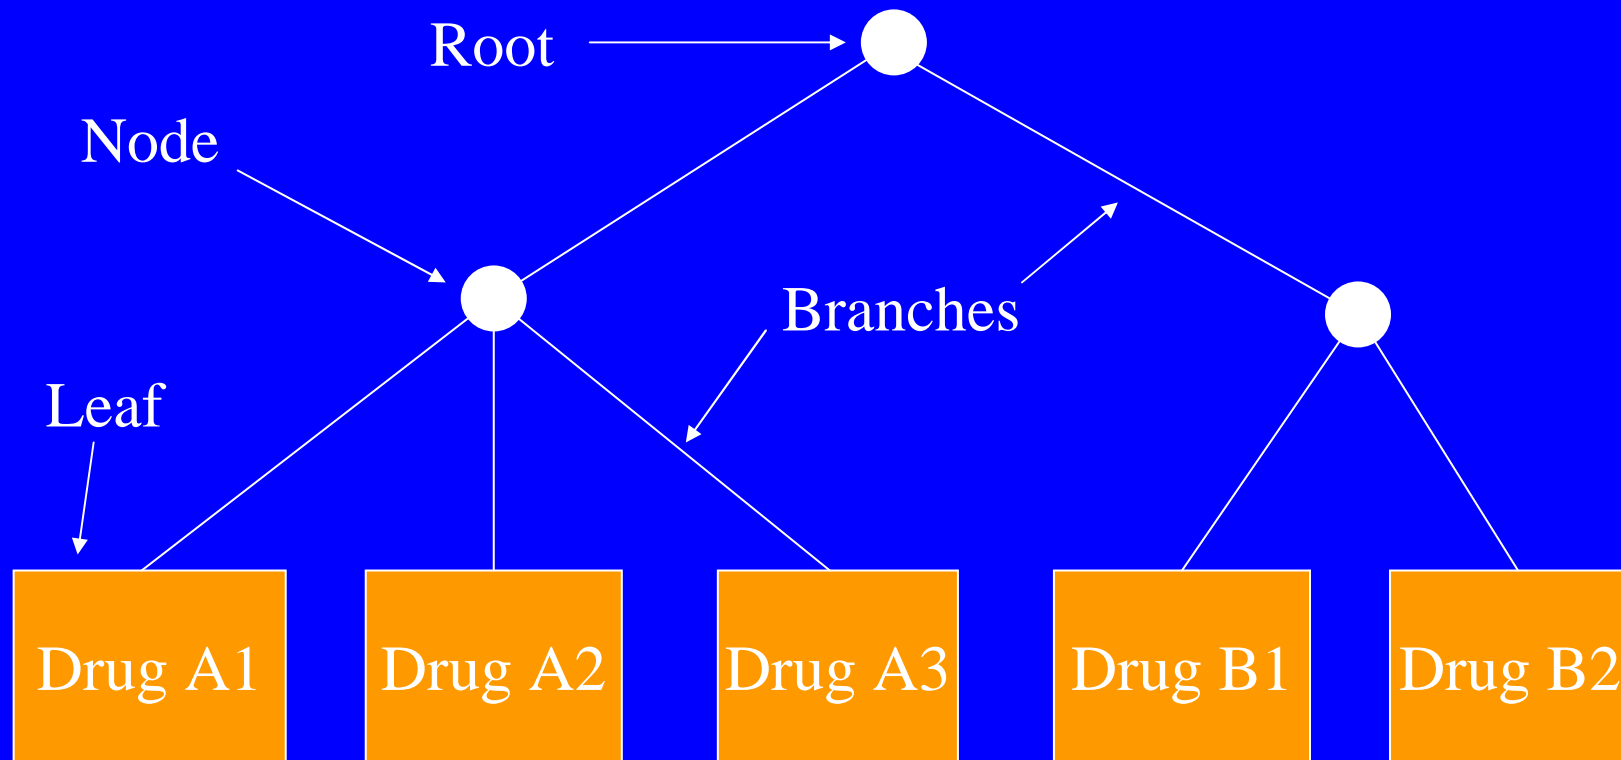 Root
Node
Branches
Leaf
Drug A1
Drug A2
Drug A3
Drug B1
Drug B2